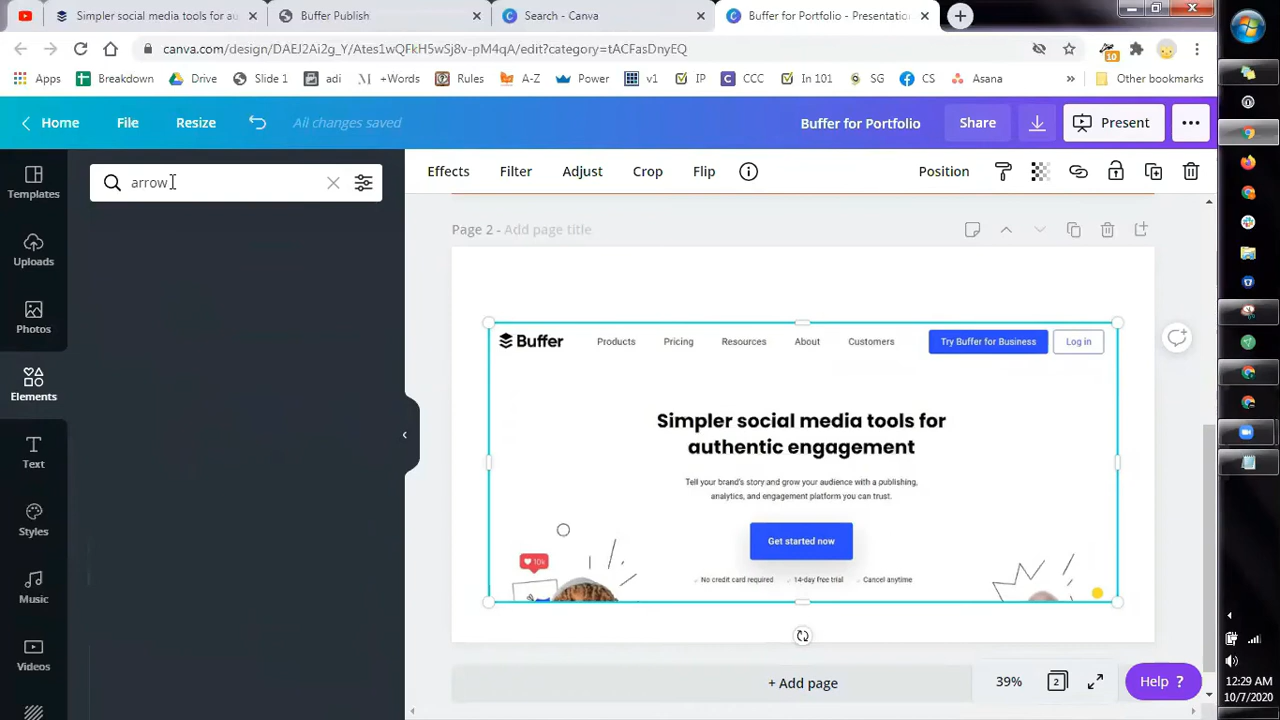 Simpler social media tools for au
Buffer Publish
Search - Canva
Buffer for Portfolio - Presentation
canva.com/design/DAEJ2Ai2g_Y/Ates1wQFkH5wSj8v-pM4qA/edit?category=tACFasDnyEQ
10
Apps
Breakdown
Drive
Slide 1
adi
+Words
Rules
A-Z
Power
v1
IP
CCC
In 101
SG
CS
Asana
»
Other bookmarks
Home
File
Resize
All changes saved
Buffer for Portfolio
Share
Present
Templates
Uploads
Photos
Elements
Text
Styles
Music
Videos
arrow
Effects
Filter
Adjust
Crop
Flip
Position
Page 2 - Add page title
Buffer
Products
Pricing
Resources
About
Customers
Try Buffer for Business
Log in
Simpler social media tools for
authentic engagement
Tell your brand's story and grow your audience with a publishing,
analytics, and engagement platform you can trust.
Get started now
10k
No credit card required
14-day free trial
Cancel anytime
+ Add page
39%
2
Help ?
12:29 AM
10/7/2020